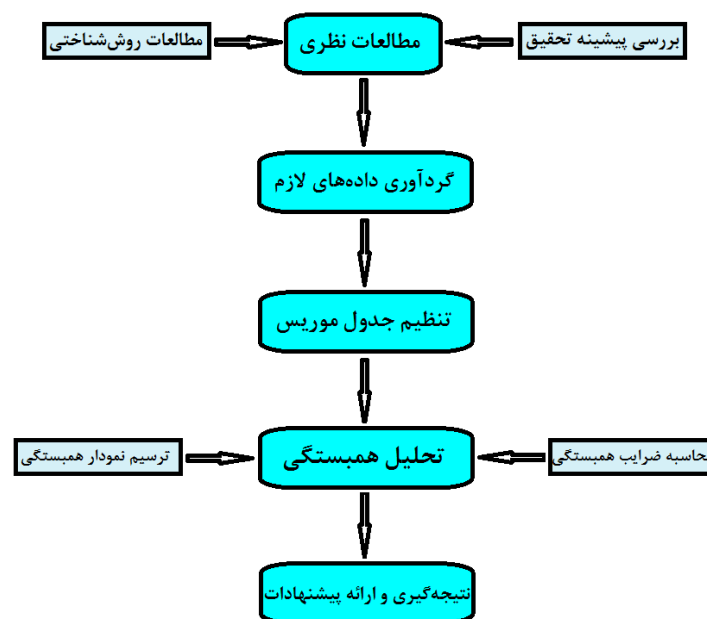 بررسی پیشینه تحقیق
مطالعات نظری
مطالعات روش‌شناختی
گردآوری داده‌های لازم
تنظیم جدول موریس
محاسبه ضرایب همبستگی
تحلیل همبستگی
ترسیم نمودار همبستگی
نتیجه‌گیری و ارائه پیشنهادات